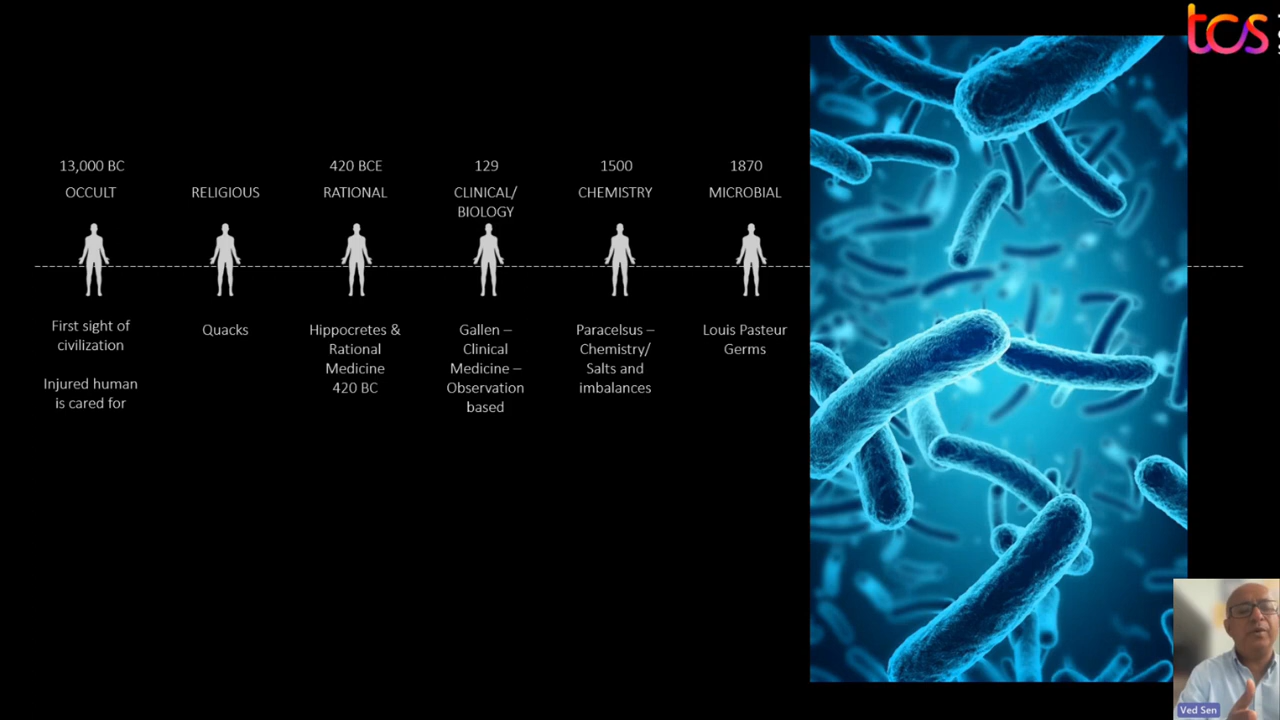 tcs
13,000 BC
OCCULT
First sight of
civilization
Injured human
is cared for
RELIGIOUS
Quacks
420 BCE
RATIONAL
Hippocretes &
Rational
Medicine
420 BC
129
CLINICAL/
BIOLOGY
Gallen –
Clinical
Medicine –
Observation
based
1500
CHEMISTRY
Paracelsus –
Chemistry/
Salts and
imbalances
1870
MICROBIAL
Louis Pasteur
Germs
Ved Sen